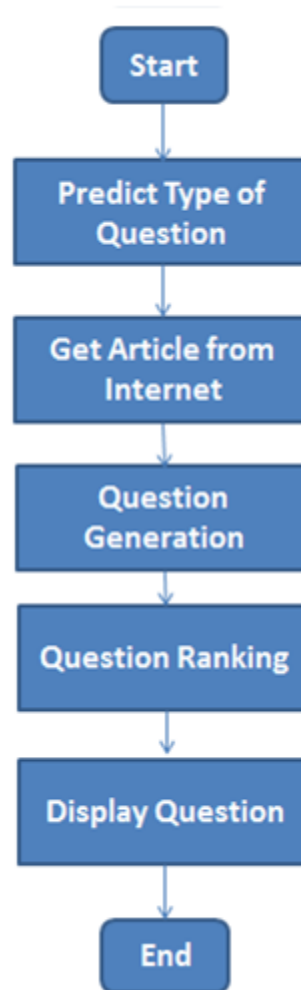 Start
Predict Type of
Question
Get Article from
Internet
Question
Generation
Question Ranking
Display Question
End